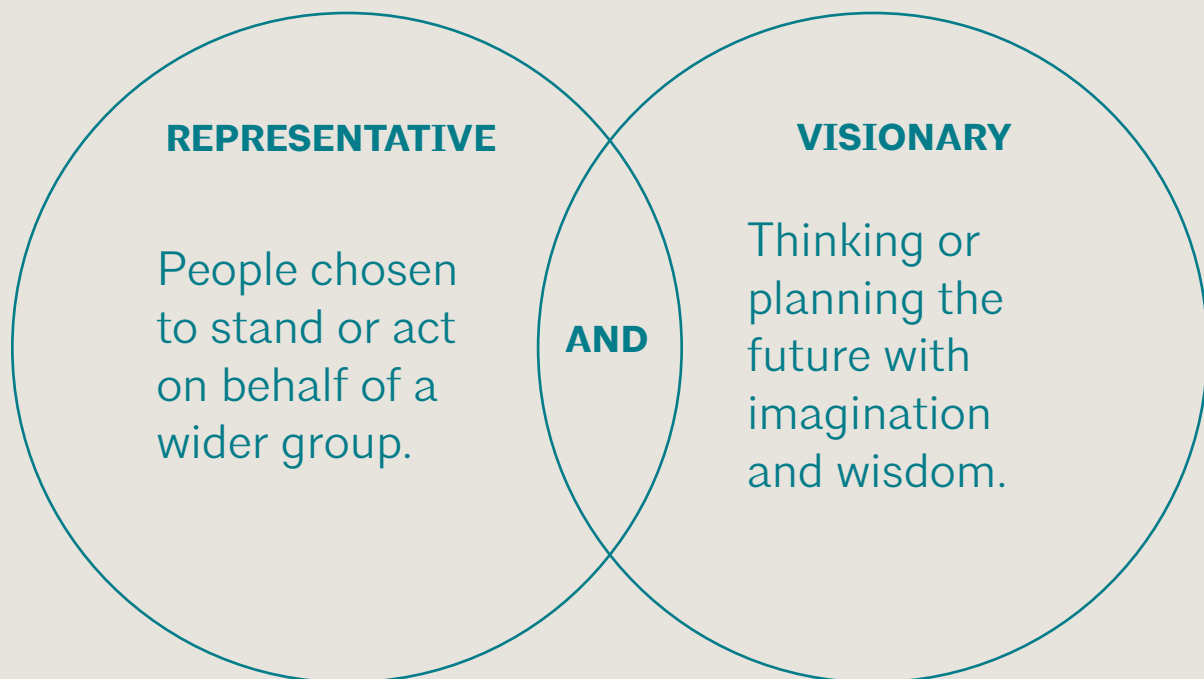 REPRESENTATIVE
People chosen
to stand or act
on behalf of a
wider group.
AND
VISIONARY
Thinking or
planning the
future with
imagination
and wisdom.